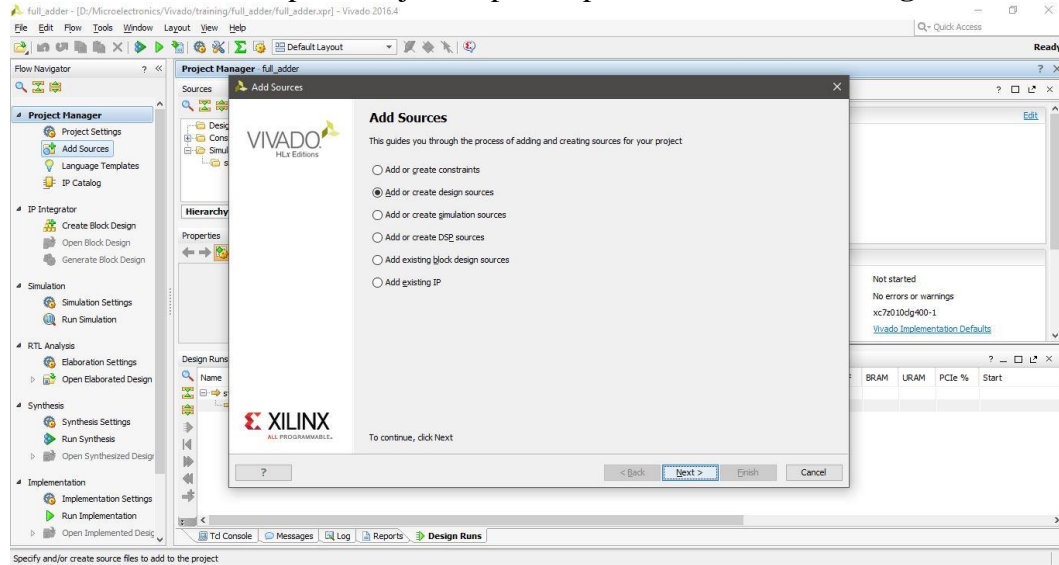 full_adder - [D:/Microelectronics/Vivado/training/full_adder/full_adder.xpr] - Vivado 2016.4
File Edit Flow Tools Window Layout View Help
Quick Access
Default Layout
Ready
Flow Navigator
Project Manager - full_adder
Sources
Add Sources
Project Manager
Project Settings
Add Sources
Language Templates
IP Catalog
IP Integrator
Create Block Design
Open Block Design
Generate Block Design
Simulation
Simulation Settings
Run Simulation
RTL Analysis
Elaboration Settings
Open Elaborated Design
Synthesis
Synthesis Settings
Run Synthesis
Open Synthesized Desigr
Implementation
Implementation Settings
Run Implementation
Open Implemented Desig
Desig
Cons
Simul
s
Hierarchy
Properties
Design Runs
Name
s
VIVADO
HLx Editions
XILINX
ALL PROGRAMMABLE.
Add Sources
This guides you through the process of adding and creating sources for your project
Add or create constraints
Add or create design sources
Add or create simulation sources
Add or create DSP sources
Add existing block design sources
Add existing IP
To continue, click Next
?
< Back Next > Finish Cancel
Edit
Not started
No errors or warnings
xc7z010clg400-1
Vivado Implementation Defaults
BRAM URAM PCIe % Start
Tcl Console Messages Log Reports Design Runs
Specify and/or create source files to add to the project